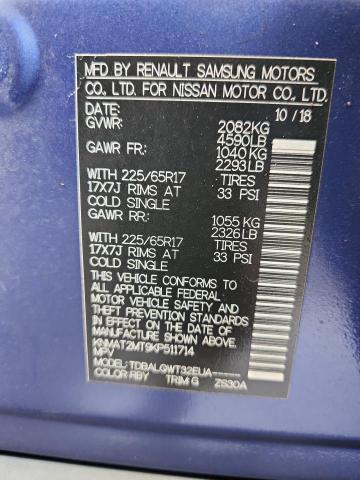 MFD BY RENAULT SAMSUNG MOTORS
CO., LTD. FOR NISSAN MOTOR CO., LTD.
DATE: 10/18
GVWR: 2082KG
4590LB
GAWR FR: 1040KG
2293LB
WITH 225/65R17 TIRES
17X7J RIMS AT 33 PSI
COLD SINGLE
GAWR RR: 1055KG
2326LB
WITH 225/65R17 TIRES
17X7J RIMS AT 33 PSI
COLD SINGLE
THIS VEHICLE CONFORMS TO
ALL APPLICABLE FEDERAL
MOTOR VEHICLE SAFETY AND
THEFT PREVENTION STANDARDS
IN EFFECT ON THE DATE OF
MANUFACTURE SHOWN ABOVE.
KNMAT2MT9KP511714
MPV
MODEL:TDBALGWT32EUA-----
COLOR:RBY TRIM:G ZS30A